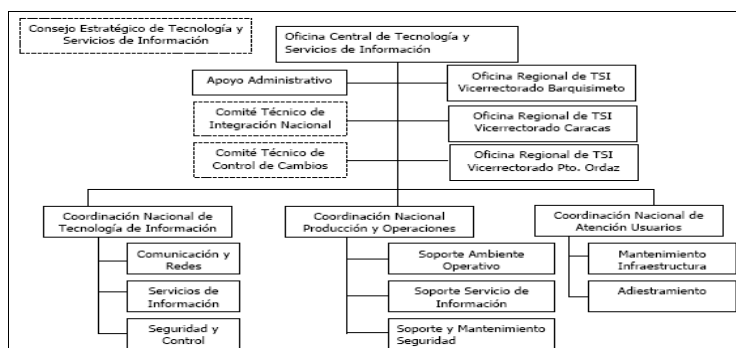 Consejo Estratégico de Tecnología y
Servicios de Información
Oficina Central de Tecnología y
Servicios de Información
Apoyo Administrativo
Oficina Regional de TSI
Vicerrectorado Barquisimeto
Comité Técnico de
Integración Nacional
Oficina Regional de TSI
Vicerrectorado Caracas
Comité Técnico de
Control de Cambios
Oficina Regional de TSI
Vicerrectorado Pto. Ordaz
Coordinación Nacional de
Tecnología de Información
Coordinación Nacional
Producción y Operaciones
Coordinación Nacional de
Atención Usuarios
Comunicación y
Redes
Servicios de
Información
Seguridad y
Control
Soporte Ambiente
Operativo
Soporte Servicio de
Información
Soporte y Mantenimiento
Seguridad
Mantenimiento
Infraestructura
Adiestramiento